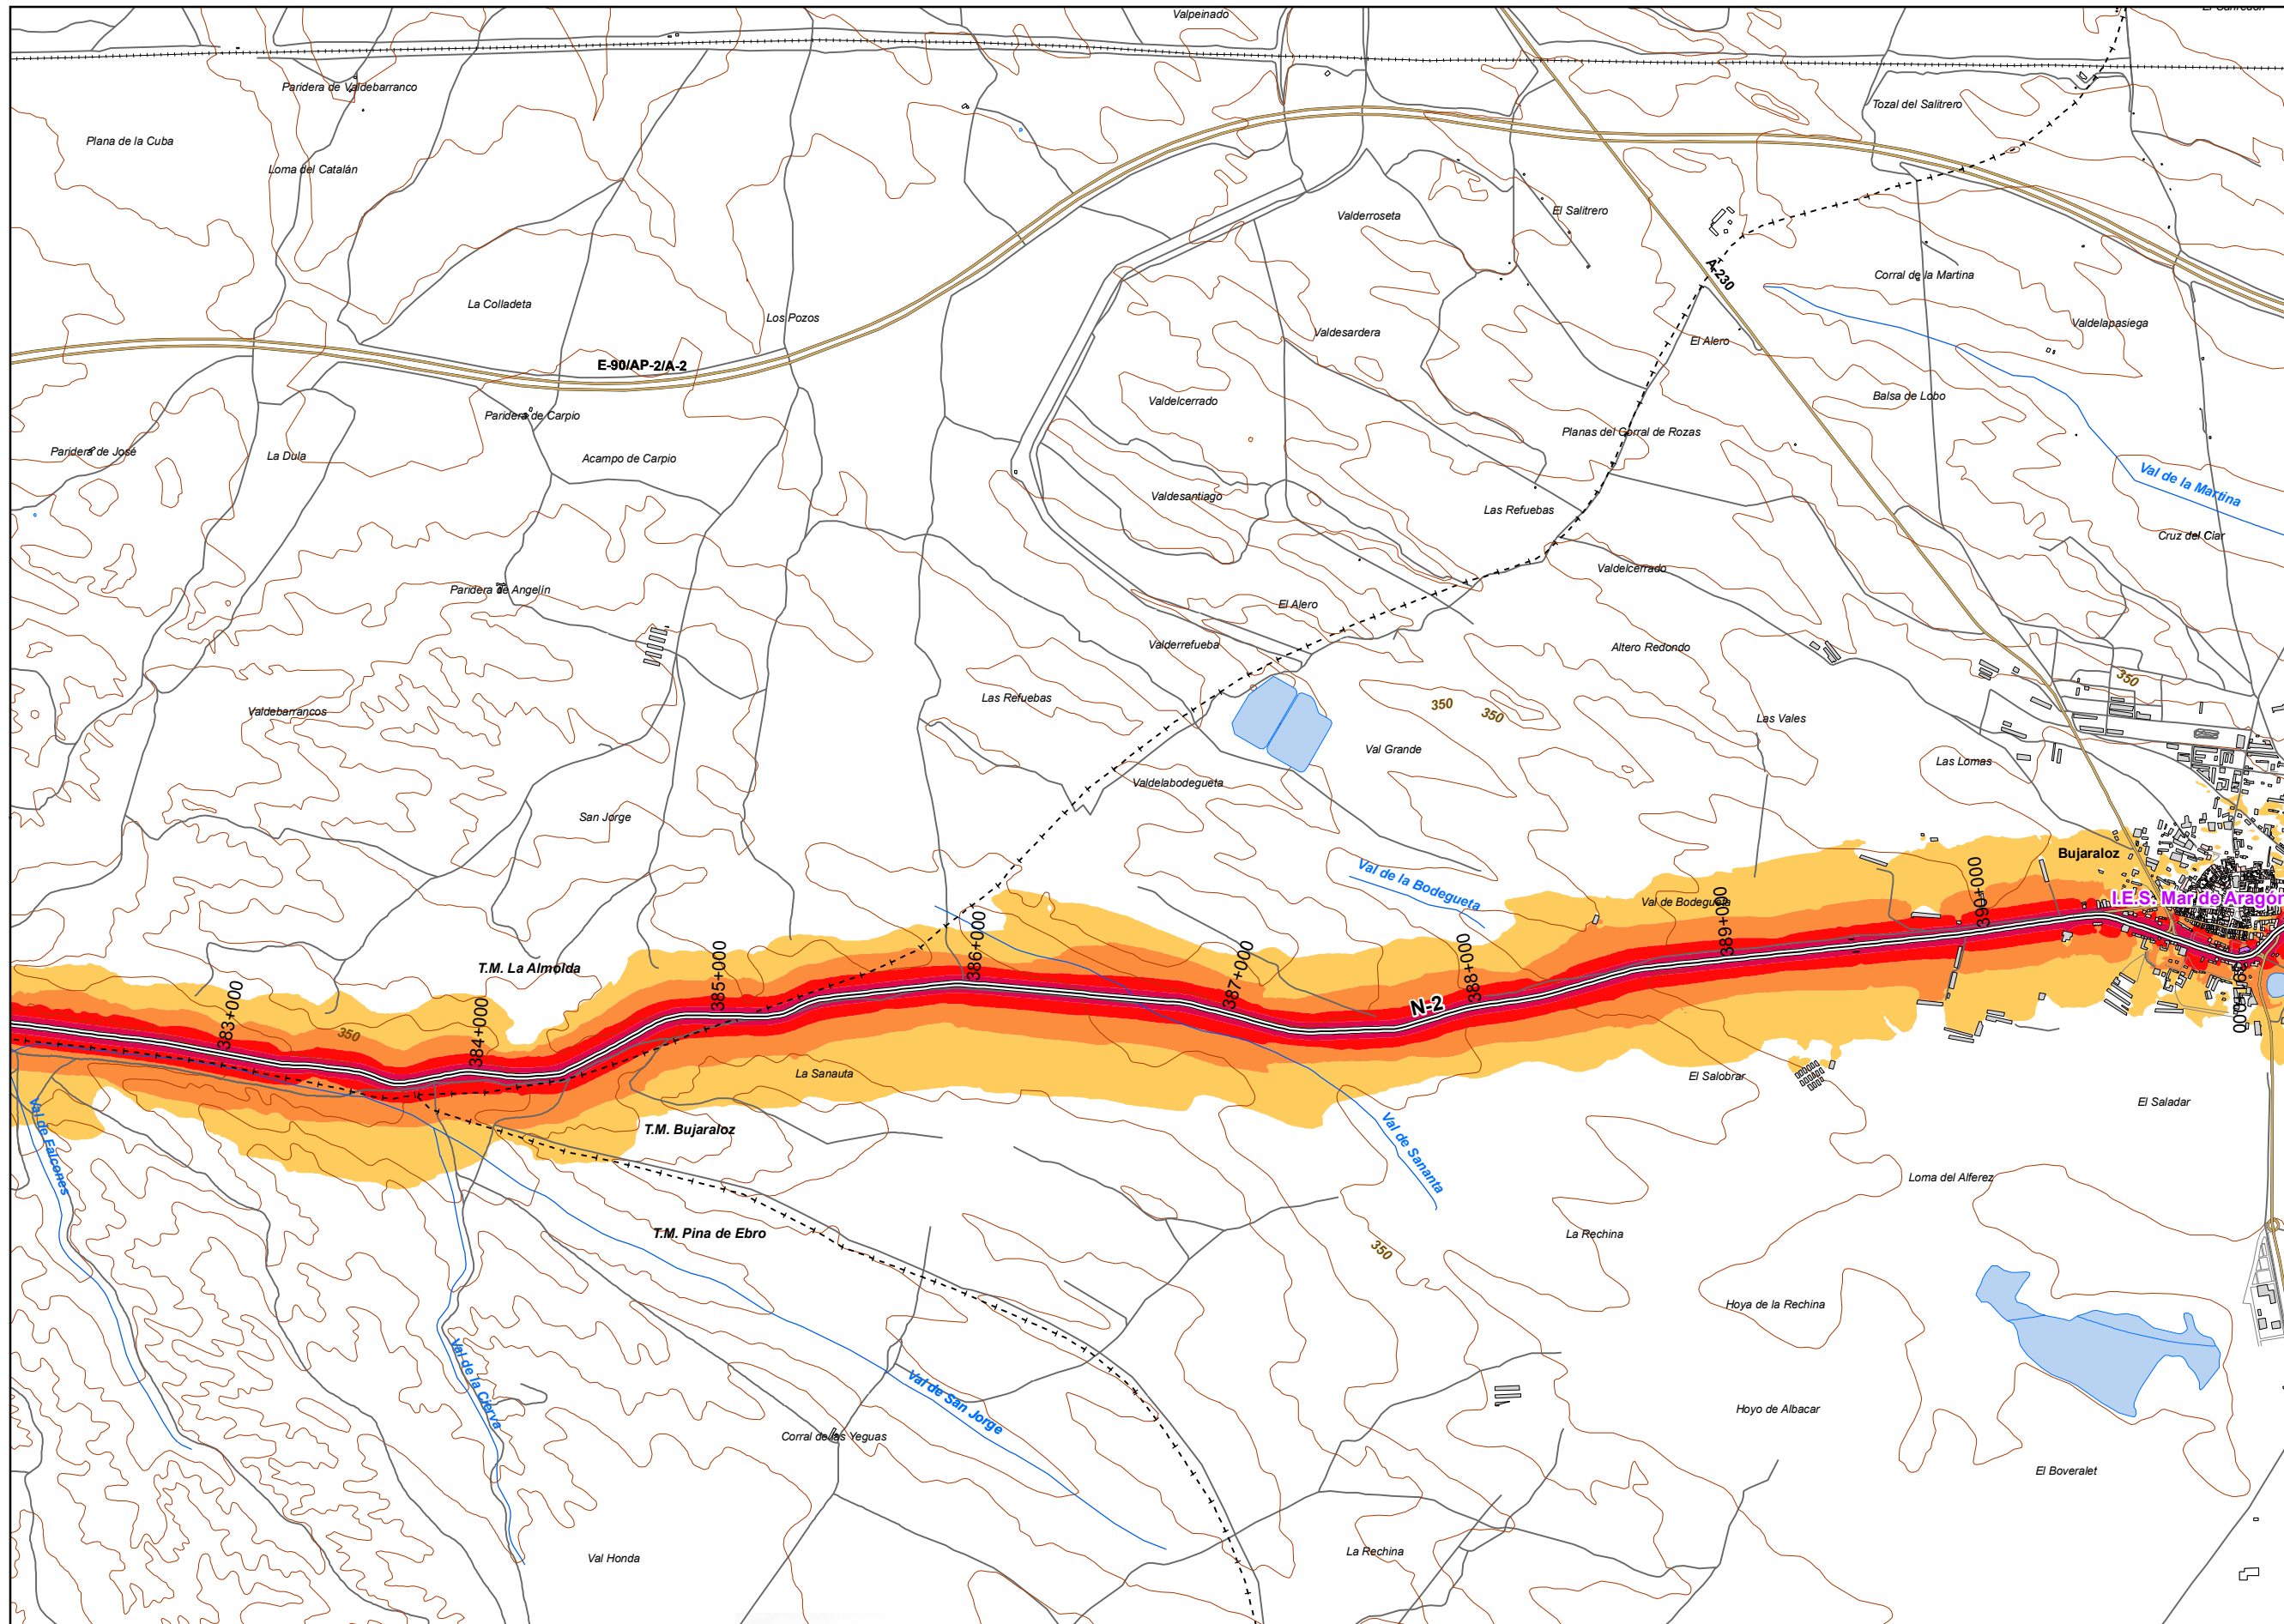 Valpeinado
Paridera de Valdebarranco
Tozal del Salitrero
Plana de la Cuba
Loma del Catalán
Valderroseta
El Salitrero
A-230
Corral de la Martina
La Colladeta
Los Pozos
Valdesardera
El Alero
Valdelapasiega
E-90/AP-2/A-2
Valdelcerrado
Balsa de Lobo
Paridera de Carpio
Planas del Corral de Rozas
Paridera de José
La Dula
Acampo de Carpio
Val de la Martina
Valdesantiago
Las Refuebas
Cruz del Ciar
Valdelcerrado
Paridera de Angelín
El Alero
Valderrefueba
Altero Redondo
350
Las Refuebas
350
350
Valdebarrancos
Las Vales
Val Grande
Las Lomas
Valdelabodegueta
San Jorge
Bujaraloz
Val de la Bodegueta
I.E.S. Mar de Aragón
Val de Bodegueta
390+000
389+000
386+000
388+000
387+000
385+000
T.M. La Almolda
383+000
384+000
N-2
391+000
350
La Sanauta
El Salobrar
El Saladar
Val de Falcones
T.M. Bujaraloz
Val de Sananta
Loma del Alferez
T.M. Pina de Ebro
La Rechina
350
Hoya de la Rechina
Val de la Cierva
Val de San Jorge
Hoyo de Albacar
Corral de las Yeguas
El Boveralet
La Rechina
Val Honda